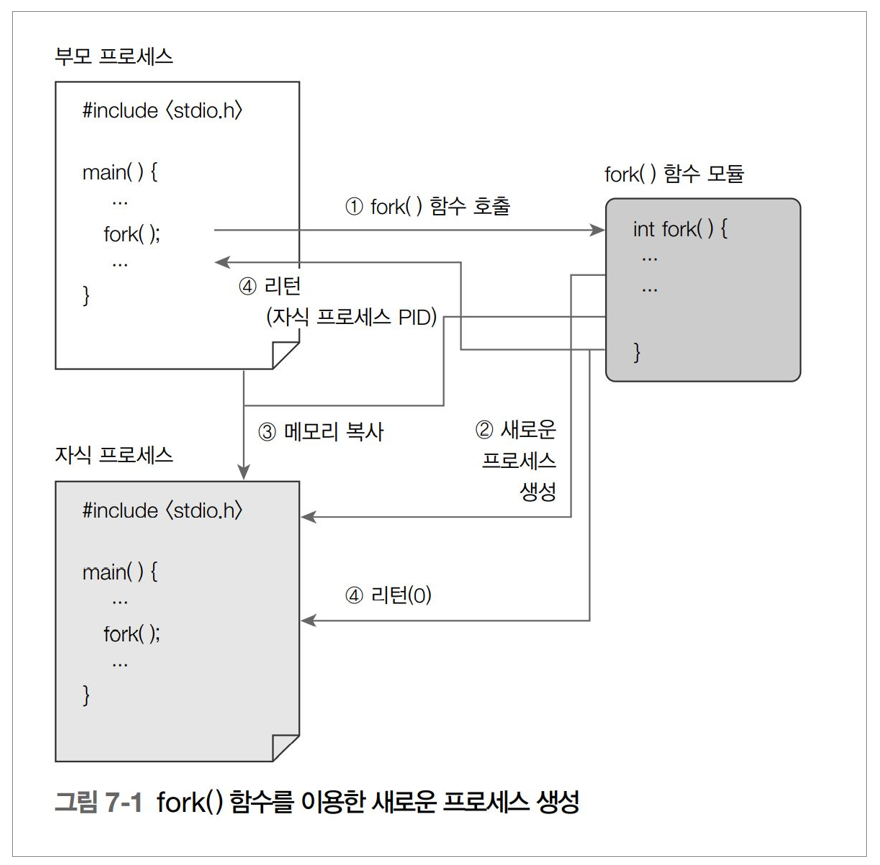 부모 프로세스
#include 〈stdio.h〉
main( ) {
...
fork( );
...
}
① fork( ) 함수 호출
④ 리턴
(자식 프로세스 PID)
fork( ) 함수 모듈
int fork( ) {
...
...
}
③ 메모리 복사
② 새로운
프로세스
생성
자식 프로세스
#include 〈stdio.h〉
main( ) {
...
fork( );
...
}
④ 리턴(0)
그림 7-1 fork( ) 함수를 이용한 새로운 프로세스 생성